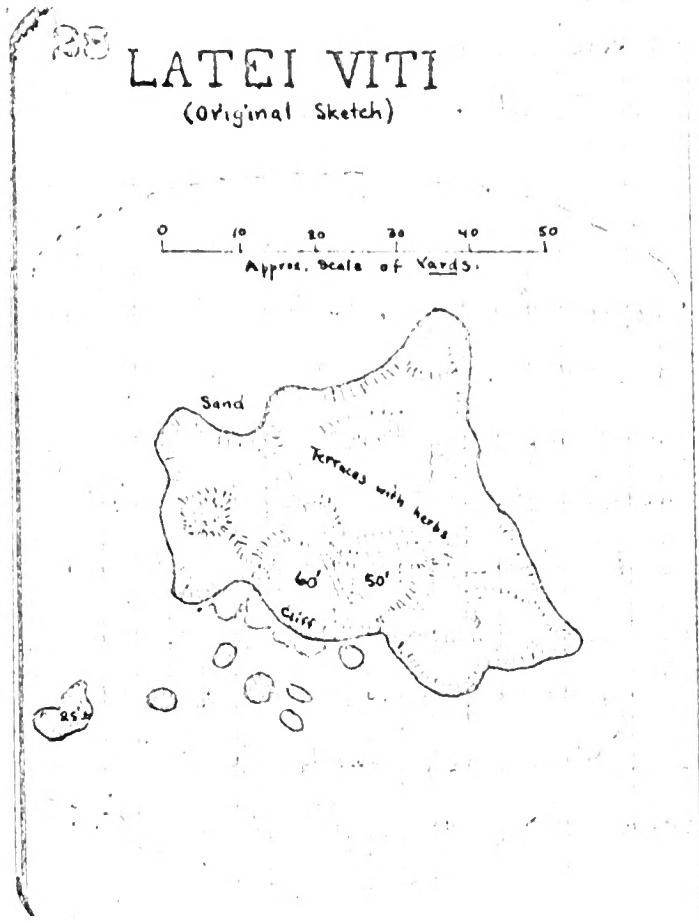 28
LATEI VITI
(Original Sketch)
0 10 20 30 40 50
Approx. Scale of Yards.
Sand
Terraces with herbs
60' 50'
Cliff